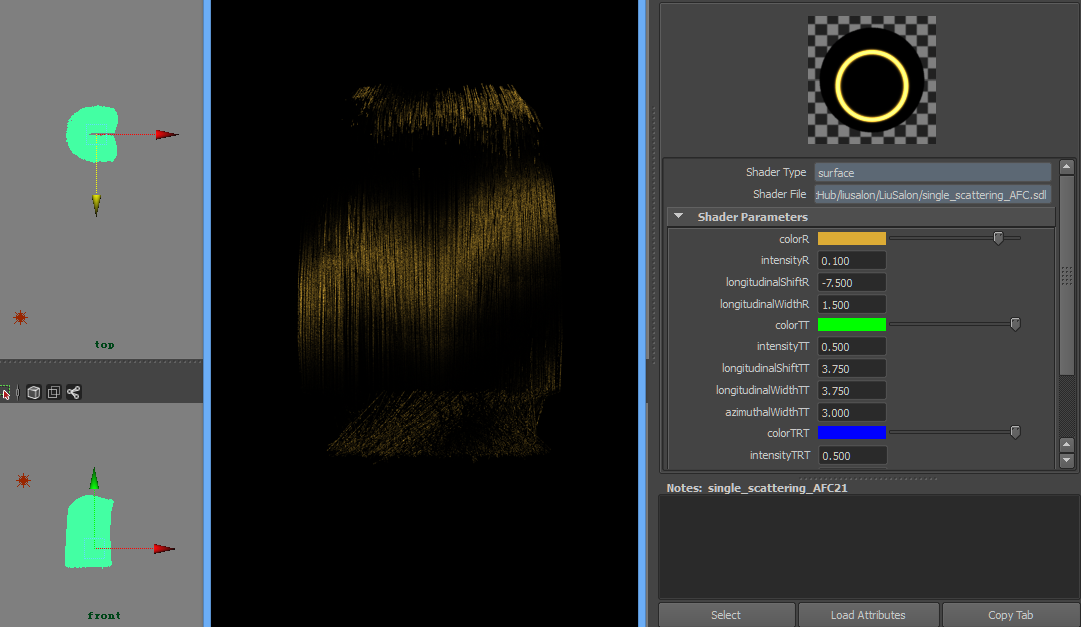 top
front
Shader Type surface
Shader File :Hub/liusalon/LiuSalon/single_scattering_AFC.sdl
Shader Parameters
colorR
intensityR 0.100
longitudinalShiftR -7.500
longitudinalWidthR 1.500
colorTT
intensityTT 0.500
longitudinalShiftTT 3.750
longitudinalWidthTT 3.750
azimuthalWidthTT 3.000
colorTRT
intensityTRT 0.500
Notes: single_scattering_AFC21
Select Load Attributes Copy Tab